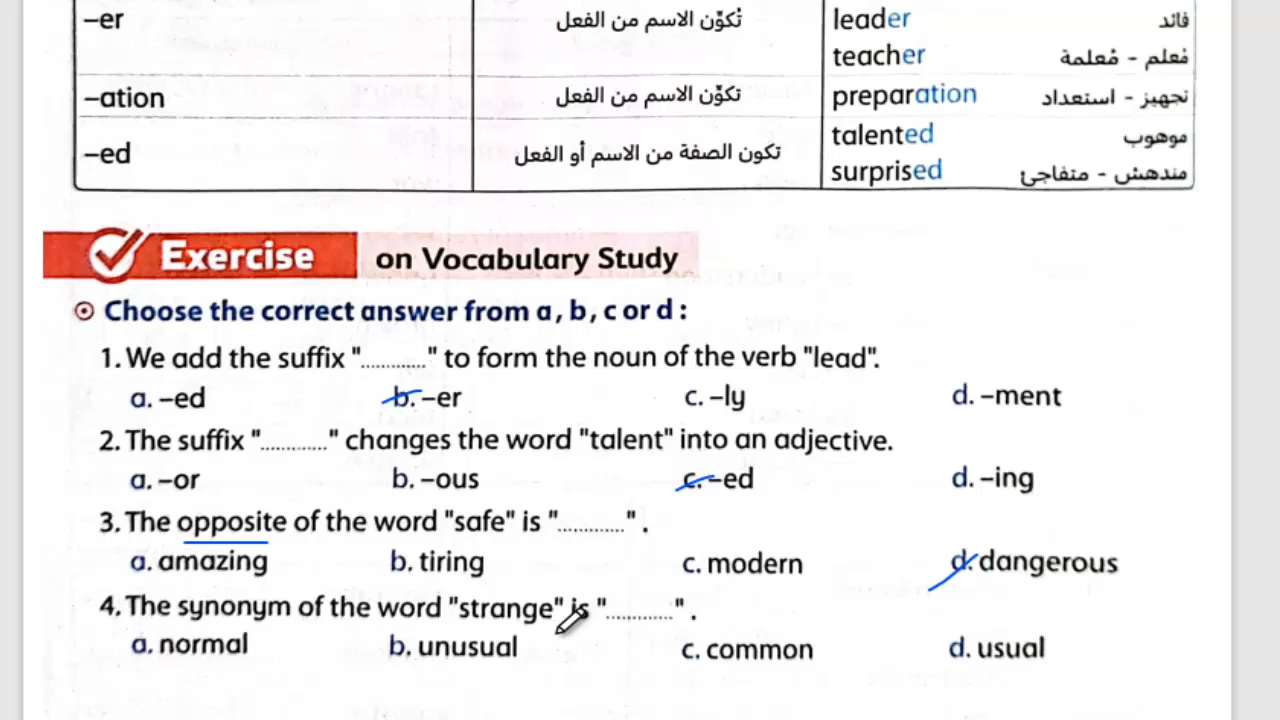 –er تُكوّن الاسم من الفعل leader قائد
teacher مُعلم - مُعلمة
–ation تكوّن الاسم من الفعل preparation تجهيز - استعداد
–ed تكون الصفة من الاسم أو الفعل talented موهوب
surprised مندهش - متفاجئ
Exercise on Vocabulary Study
Choose the correct answer from a, b, c or d :
1. We add the suffix "............" to form the noun of the verb "lead".
a. –ed b. –er c. –ly d. –ment
2. The suffix "............" changes the word "talent" into an adjective.
a. –or b. –ous c. –ed d. –ing
3. The opposite of the word "safe" is "............" .
a. amazing b. tiring c. modern d. dangerous
4. The synonym of the word "strange" is "............" .
a. normal b. unusual c. common d. usual